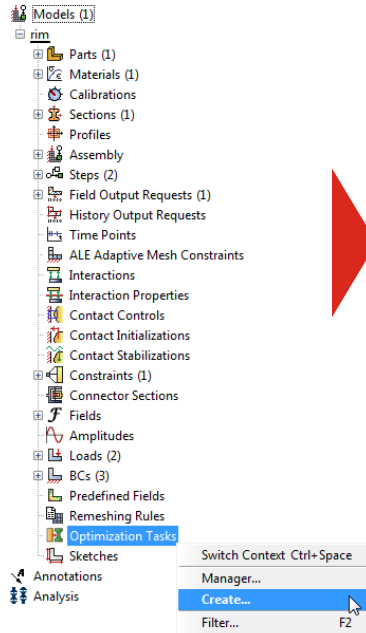 Models (1)
rim
Parts (1)
Materials (1)
Calibrations
Sections (1)
Profiles
Assembly
Steps (2)
Field Output Requests (1)
History Output Requests
Time Points
ALE Adaptive Mesh Constraints
Interactions
Interaction Properties
Contact Controls
Contact Initializations
Contact Stabilizations
Constraints (1)
Connector Sections
Fields
Amplitudes
Loads (2)
BCs (3)
Predefined Fields
Remeshing Rules
Optimization Tasks
Sketches
Annotations
Analysis
Switch Context Ctrl+Space
Manager...
Create...
Filter... F2